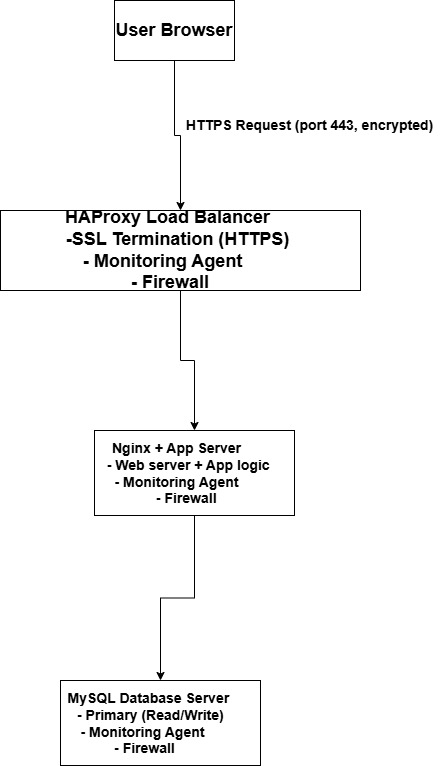 User Browser
HTTPS Request (port 443, encrypted)
HAProxy Load Balancer
-SSL Termination (HTTPS)
- Monitoring Agent
- Firewall
Nginx + App Server
- Web server + App logic
- Monitoring Agent
- Firewall
MySQL Database Server
- Primary (Read/Write)
- Monitoring Agent
- Firewall